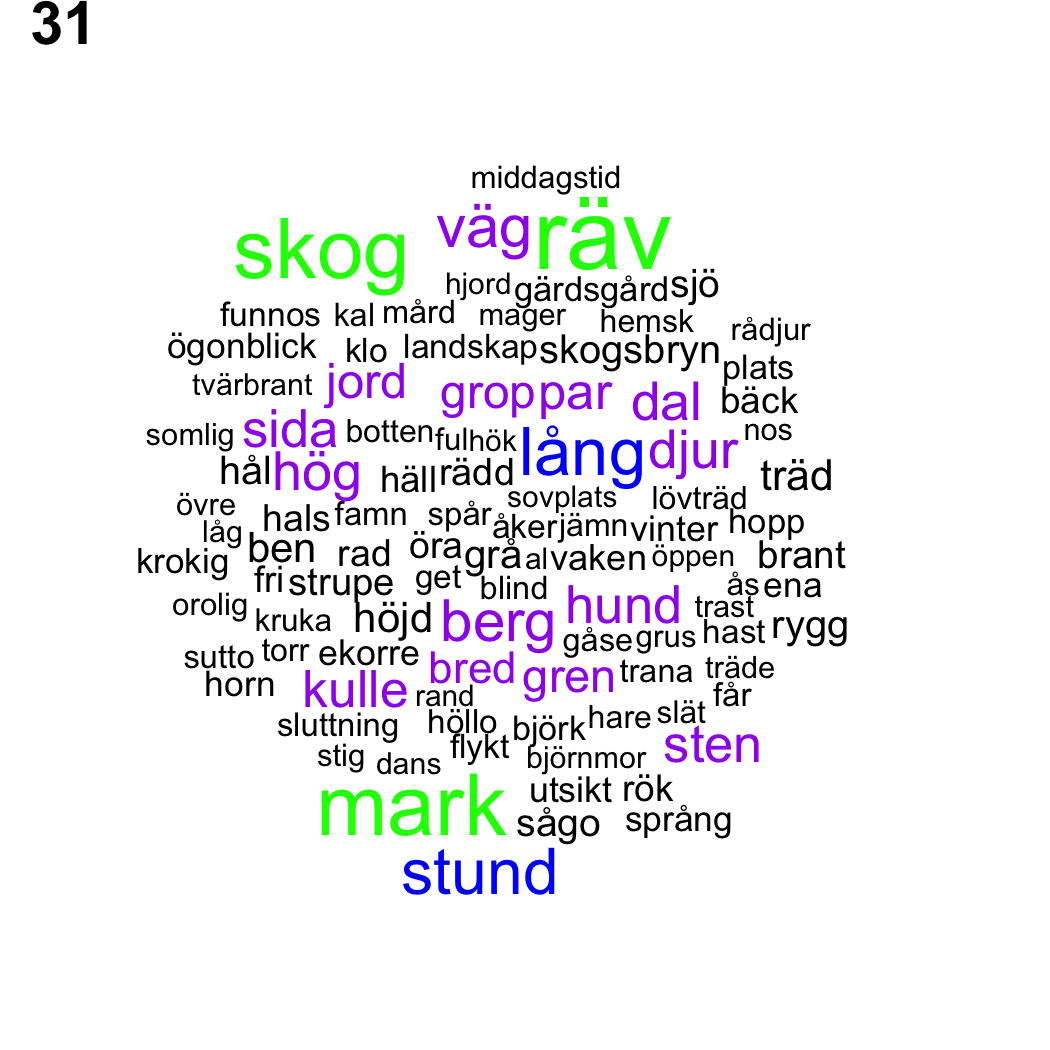 31
middagstid
skog väg räv
hjord gärdsgård sjö
funnos kal mård mager hemsk rådjur
ögonblick klo landskap skogsbryn plats
tvärbrant jord gropp par dal bäck
somlig sida botten fulhök lång djur nos
hål hög häll rädd träd
övre sovplats lövträd
låg hals famn spår åker jämn vinter hopp
krokig ben rad öra grå al vaken öppen brant
fri strupe get blind ås ena
orolig kruka höjd berg hund trast
gåse grus hast rygg
sutto torr ekorre bred gren trana träde
horn kulle rand får
sluttning höllo björk hare slät
stig dans flykt björnmor sten
mark utsikt rök
sågo språng
stund